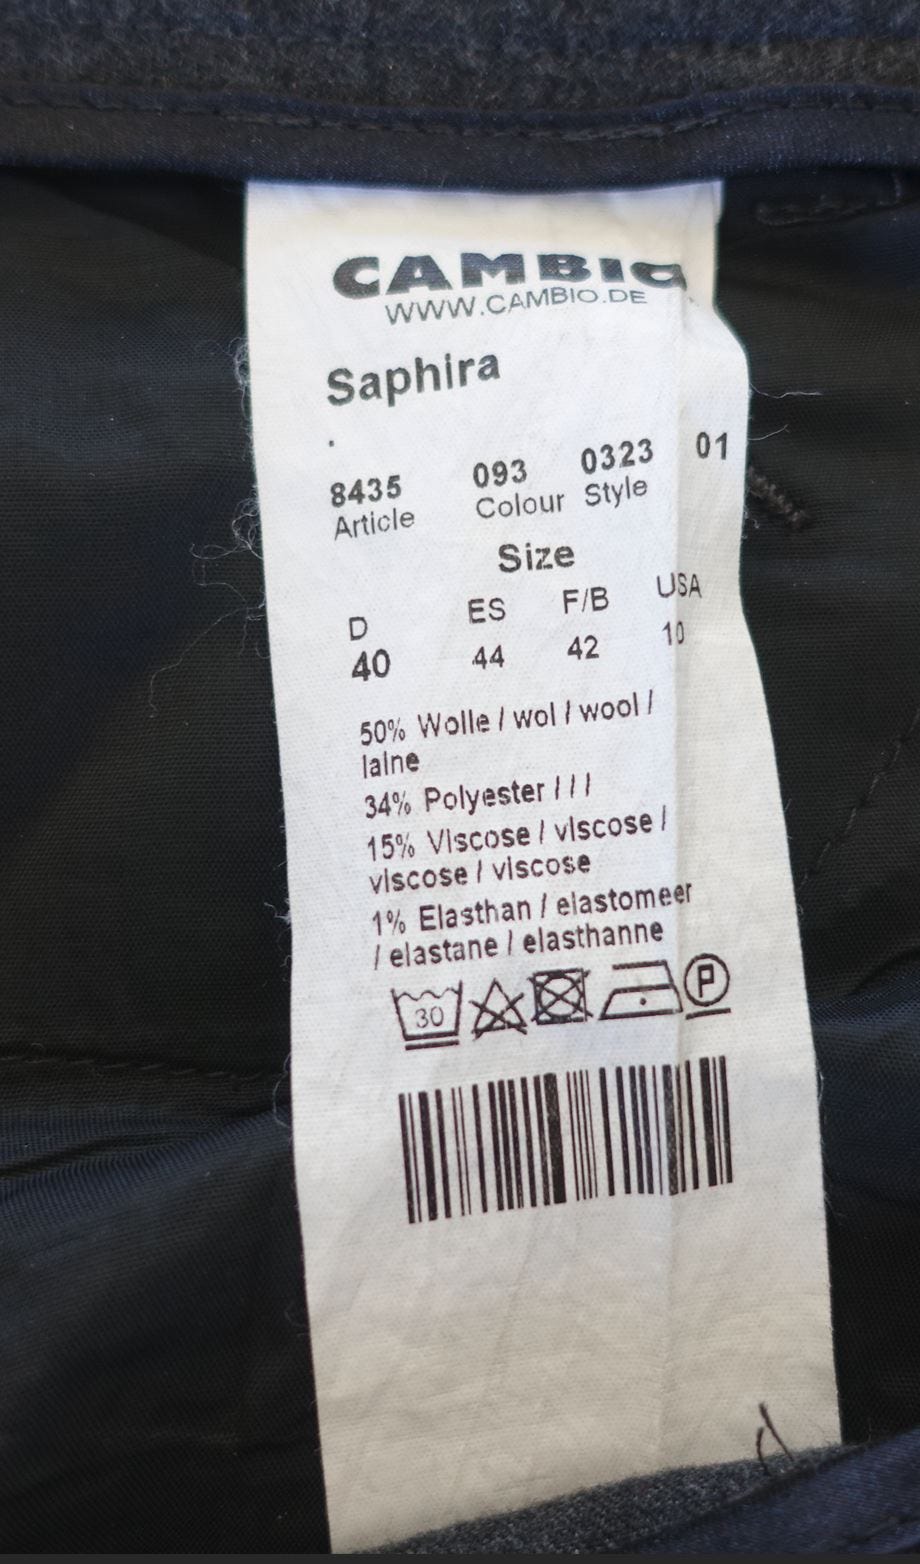 CAMBIO
WWW.CAMBIO.DE
Saphira
.
8435 093 0323 01
Article Colour Style
Size
D ES F/B USA
40 44 42 10
50% Wolle / wol / wool /
laine
34% Polyester / / /
15% Viscose / viscose /
viscose / viscose
1% Elasthan / elastomeer
/ elastane / elasthanne
30 P